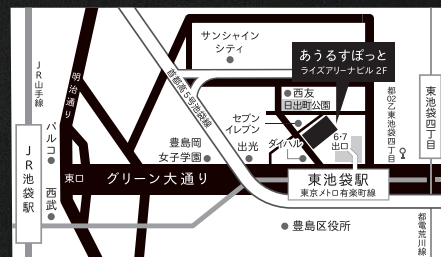 サンシャイン
シティ
あうるすぽっと
ライズアリーナビル 2F
JR山手線
明治通り
首都高5号池袋線
西友
日出町公園
都02乙東池袋四丁目
東池袋四丁目
セブン
イレブン
パルコ
豊島岡
女子学園
出光
ダイハツ
6・7
出口
JR池袋駅
西武
東口
グリーン大通り
東池袋駅
東京メトロ有楽町線
豊島区役所
都電荒川線